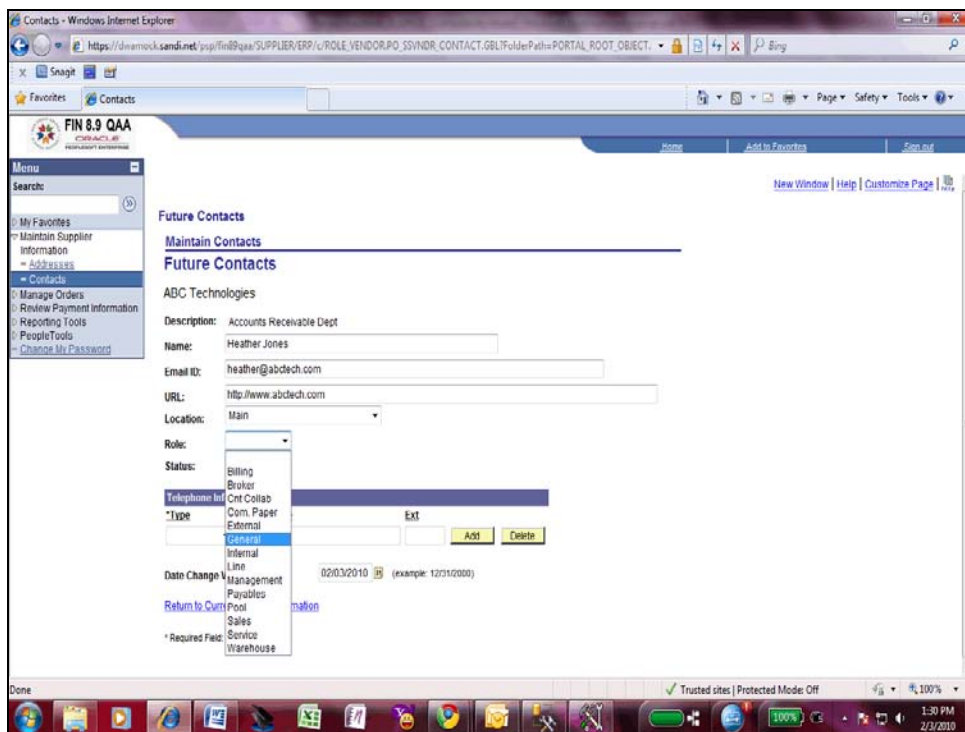 Contacts - Windows Internet Explorer
https://dwarnock.sandi.net/psp/fin89qaa/SUPPLIER/ERP/c/ROLE_VENDOR.PO_SSVNDR_CONTACT.GBL?FolderPath=PORTAL_ROOT_OBJECT.
Bing
x Snagit
Favorites Contacts
Page Safety Tools
FIN 8.9 QAA
ORACLE
PEOPLESOFT ENTERPRISE
Home Add to Favorites Sign out
Menu
Search:
New Window | Help | Customize Page |
My Favorites
Maintain Supplier
Information
- Addresses
- Contacts
Manage Orders
Review Payment Information
Reporting Tools
PeopleTools
- Change My Password
Future Contacts
Maintain Contacts
Future Contacts
ABC Technologies
Description: Accounts Receivable Dept
Name: Heather Jones
Email ID: heather@abctech.com
URL: http://www.abctech.com
Location: Main
Role:
Status:
Billing
Broker
Cnt Collab
Com. Paper
External
General
Internal
Line
Management
Payables
Pool
Sales
Service
Warehouse
Telephone Inf
*Type Ext
Add Delete
Date Change 02/03/2010 (example: 12/31/2000)
Return to Curr mation
* Required Field
Done Trusted sites | Protected Mode: Off 100%
100% 1:30 PM
2/3/2010